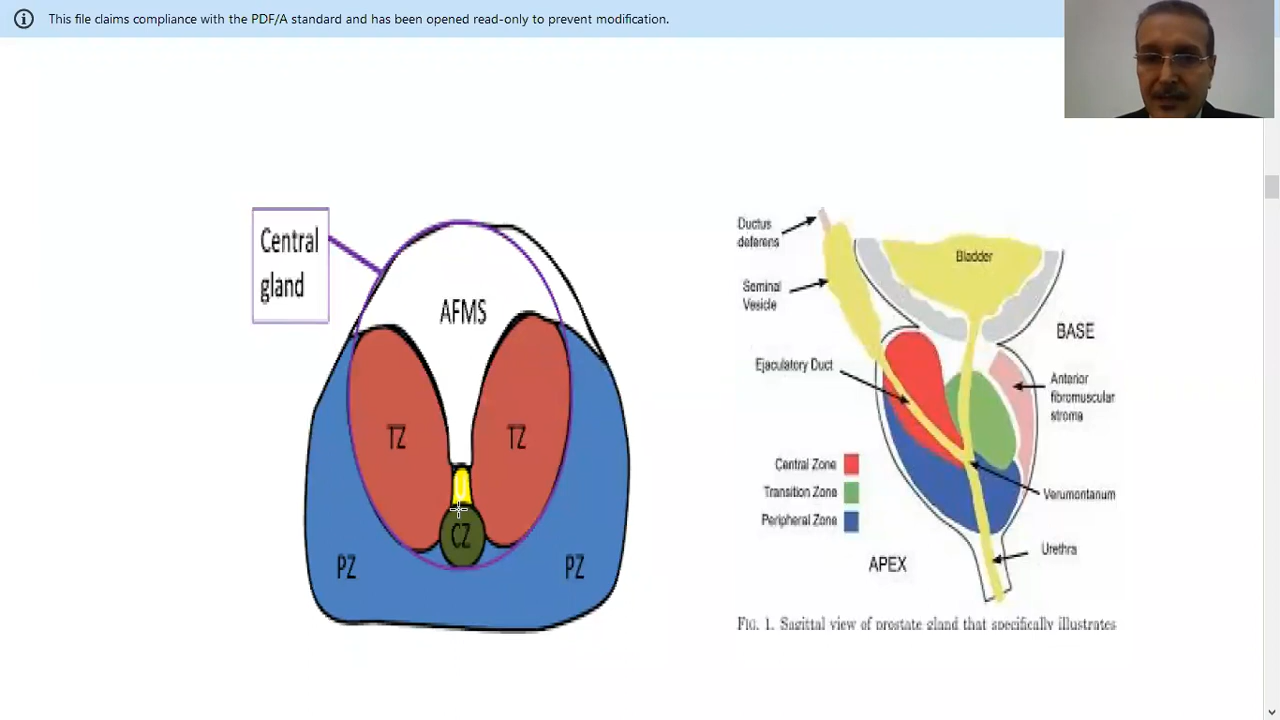 This file claims compliance with the PDF/A standard and has been opened read-only to prevent modification.
Central
gland
AFMS
TZ
TZ
U
CZ
PZ
PZ
Ductus
deferens
Seminal
Vesicle
Ejaculatory Duct
Bladder
BASE
Anterior
fibromuscular
stroma
Central Zone
Transition Zone
Peripheral Zone
Verumontanum
Urethra
APEX
FIG. 1. Sagittal view of prostate gland that specifically illustrates